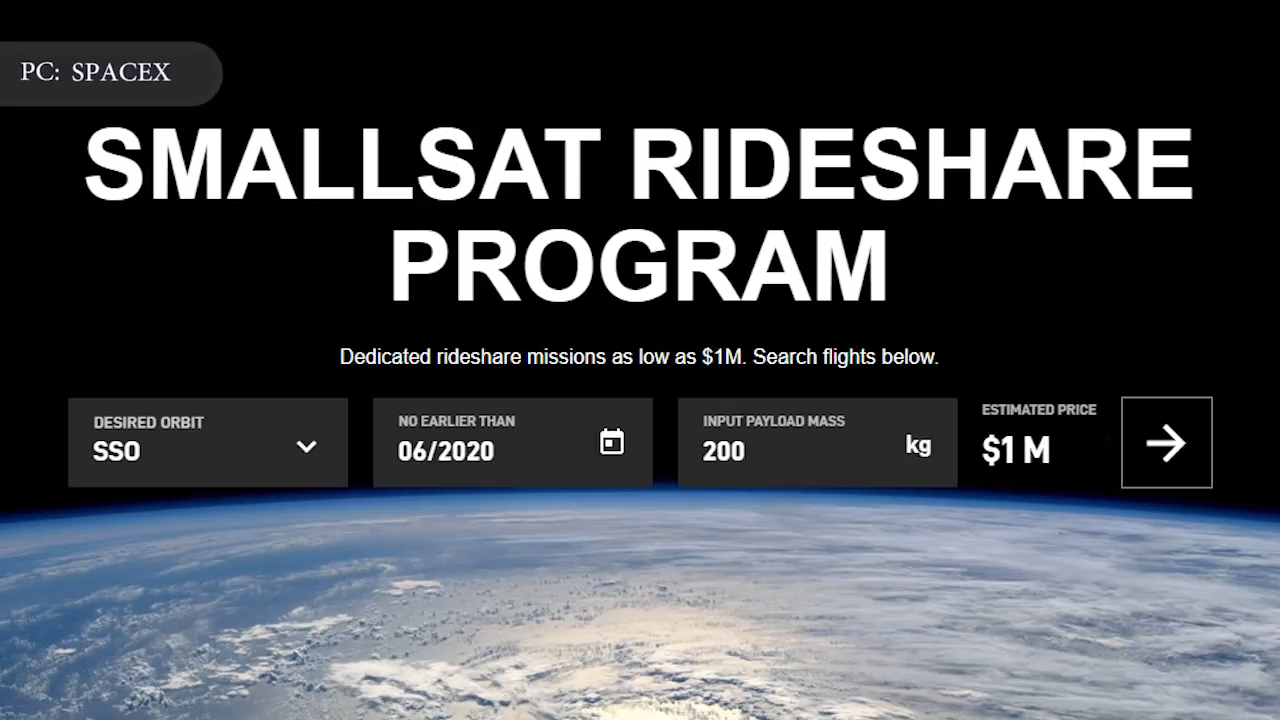 PC: SPACEX
SMALLSAT RIDESHARE
PROGRAM
Dedicated rideshare missions as low as $1M. Search flights below.
DESIRED ORBIT
SSO
NO EARLIER THAN
06/2020
INPUT PAYLOAD MASS
200 kg
ESTIMATED PRICE
$1 M